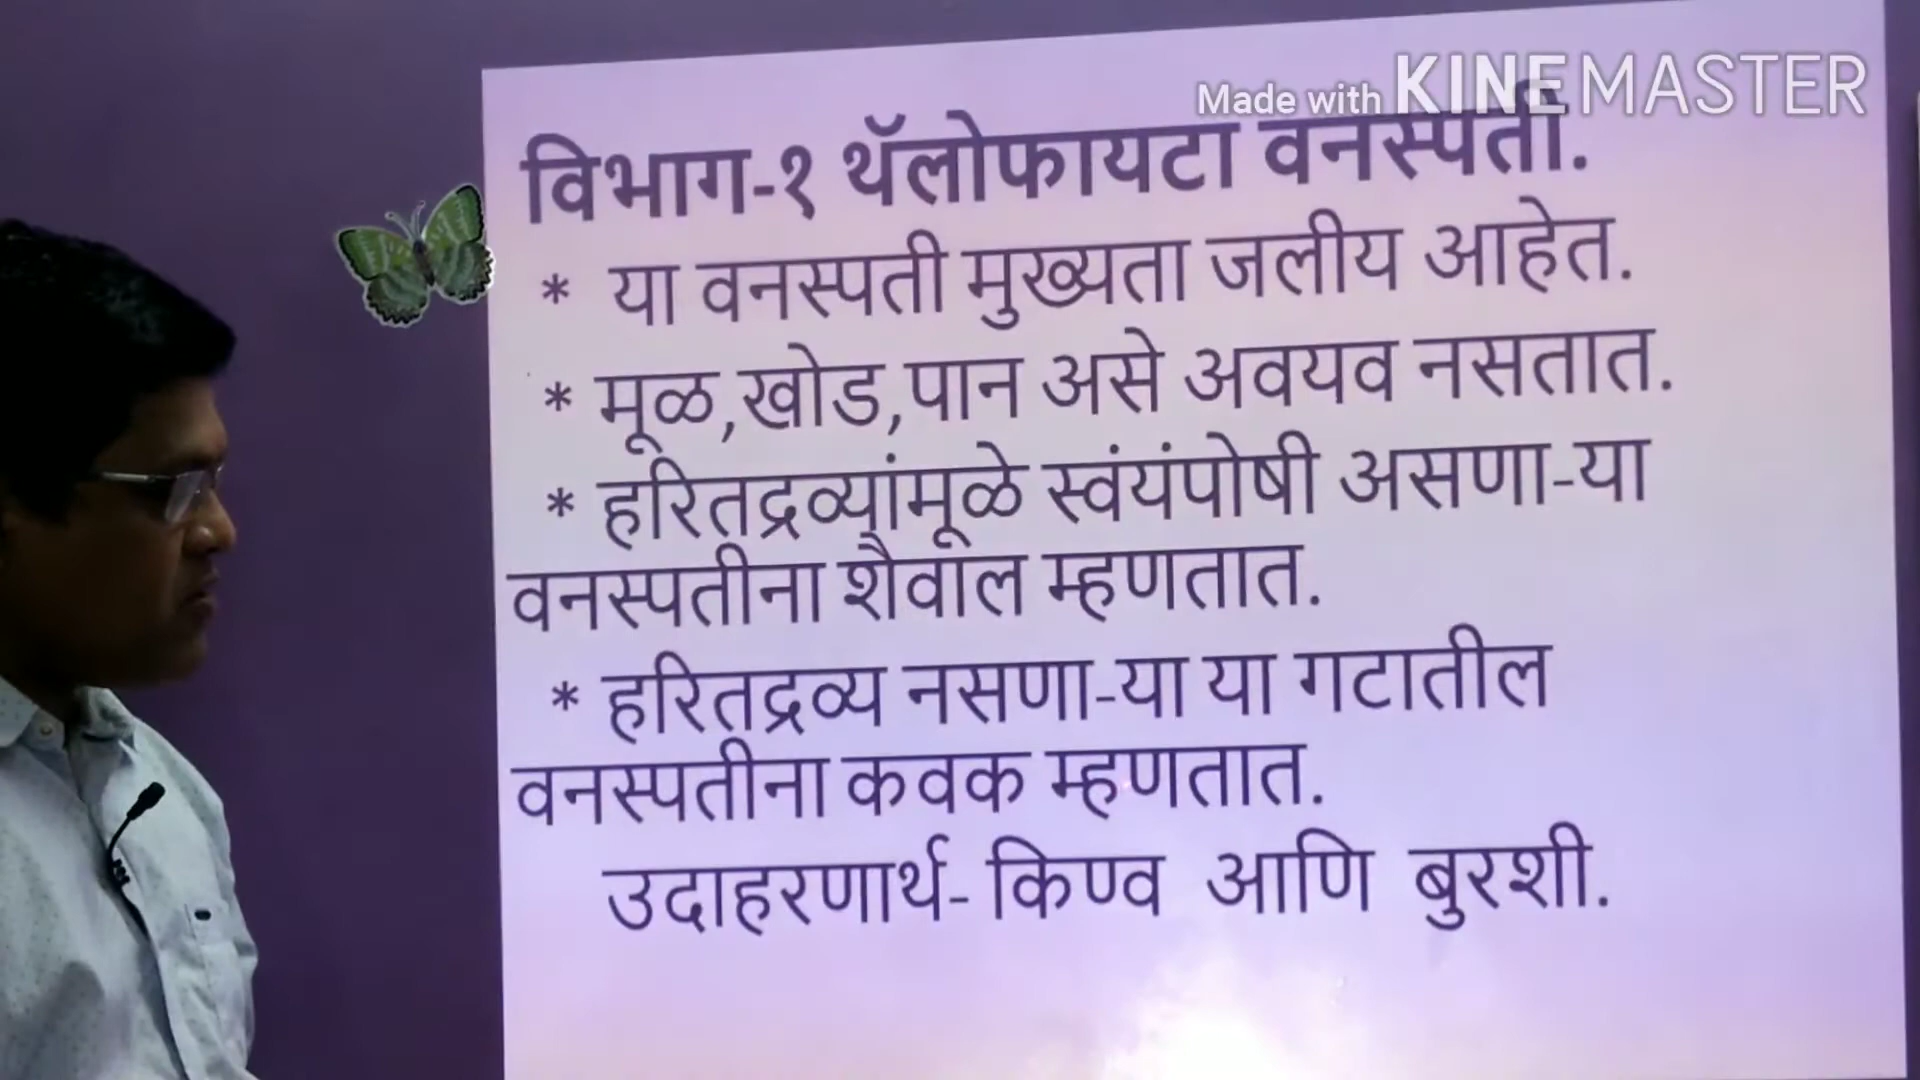 Made with KINEMASTER
विभाग-१ थॅलोफायटा वनस्पती.
* या वनस्पती मुख्यता जलीय आहेत.
* मूळ,खोड,पान असे अवयव नसतात.
* हरितद्रव्यांमूळे स्वंयंपोषी असणा-या
वनस्पतीना शैवाल म्हणतात.
* हरितद्रव्य नसणा-या या गटातील
वनस्पतीना कवक म्हणतात.
उदाहरणार्थ- किण्व आणि बुरशी.